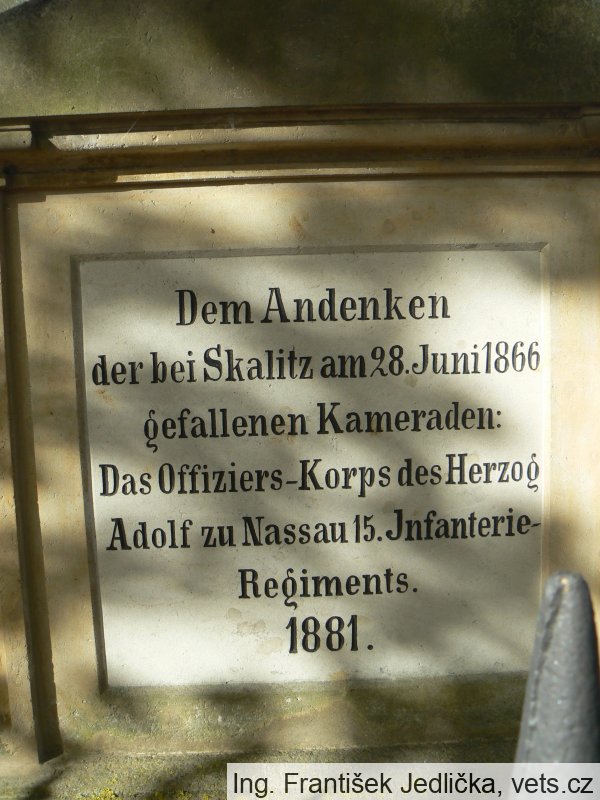 Dem Andenken
der bei Skalitz am 28. Juni 1866
gefallenen Kameraden:
Das Offiziers-Korps des Herzog
Adolf zu Nassau 15. Jnfanterie-
Regiments.
1881.
Ing. František Jedlička, vets.cz